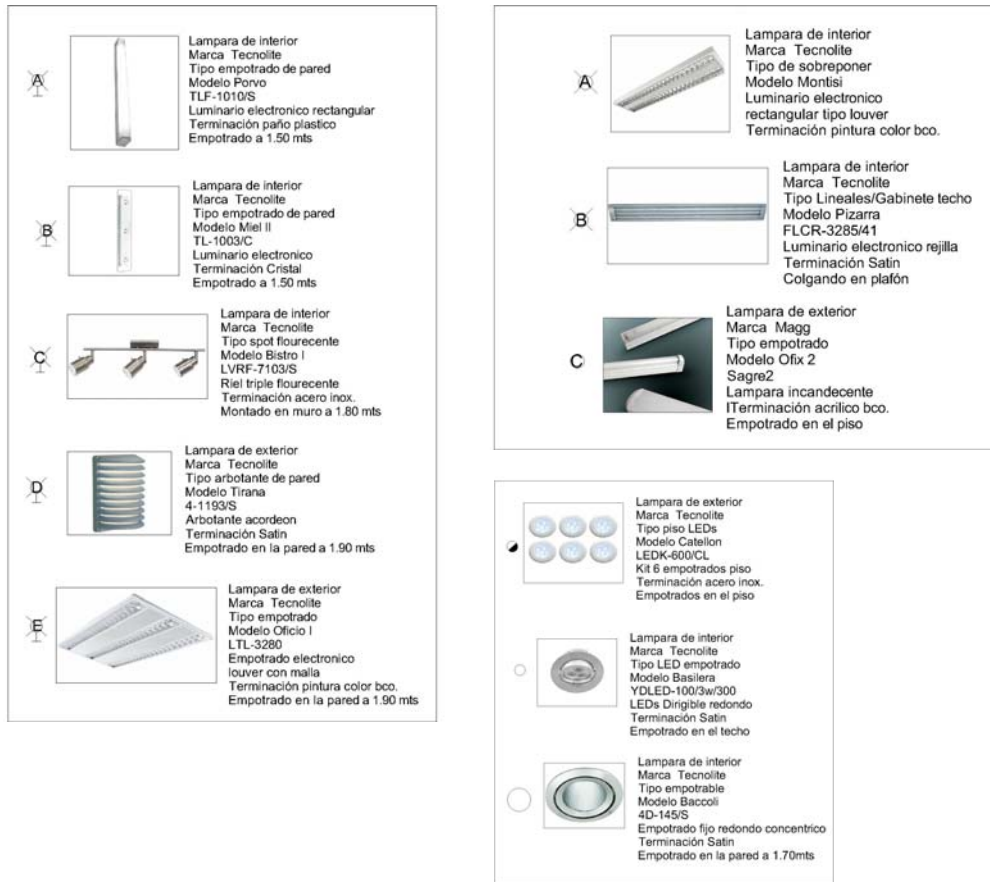 A
Lampara de interior
Marca Tecnolite
Tipo empotrado de pared
Modelo Porvo
TLF-1010/S
Luminario electronico rectangular
Terminación paño plastico
Empotrado a 1.50 mts
B
Lampara de interior
Marca Tecnolite
Tipo empotrado de pared
Modelo Miel II
TL-1003/C
Luminario electronico
Terminación Cristal
Empotrado a 1.50 mts
C
Lampara de interior
Marca Tecnolite
Tipo spot flourecente
Modelo Bistro I
LVRF-7103/S
Riel triple flourecente
Terminación acero inox.
Montado en muro a 1.80 mts
D
Lampara de exterior
Marca Tecnolite
Tipo arbotante de pared
Modelo Tirana
4-1193/S
Arbotante acordeon
Terminación Satin
Empotrado en la pared a 1.90 mts
E
Lampara de exterior
Marca Tecnolite
Tipo empotrado
Modelo Oficio I
LTL-3280
Empotrado electronico
louver con malla
Terminación pintura color bco.
Empotrado en la pared a 1.90 mts
A
Lampara de interior
Marca Tecnolite
Tipo de sobreponer
Modelo Montisi
Luminario electronico
rectangular tipo louver
Terminación pintura color bco.
B
Lampara de interior
Marca Tecnolite
Tipo Lineales/Gabinete techo
Modelo Pizarra
FLCR-3285/41
Luminario electronico rejilla
Terminación Satin
Colgando en plafón
C
Lampara de exterior
Marca Magg
Tipo empotrado
Modelo Ofix 2
Sagre2
Lampara incandecente
ITerminación acrilico bco.
Empotrado en el piso
Lampara de exterior
Marca Tecnolite
Tipo piso LEDs
Modelo Catellon
LEDK-600/CL
Kit 6 empotrados piso
Terminación acero inox.
Empotrados en el piso
Lampara de interior
Marca Tecnolite
Tipo LED empotrado
Modelo Basilera
YDLED-100/3w/300
LEDs Dirigible redondo
Terminación Satin
Empotrado en el techo
Lampara de interior
Marca Tecnolite
Tipo empotrable
Modelo Baccoli
4D-145/S
Empotrado fijo redondo concentrico
Terminación Satin
Empotrado en la pared a 1.70mts